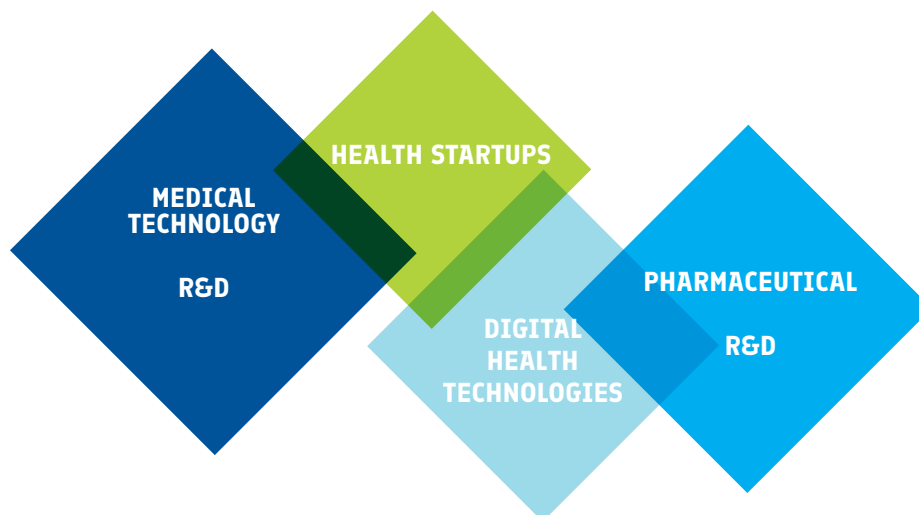 HEALTH STARTUPS
MEDICAL
TECHNOLOGY
R&D
PHARMACEUTICAL
R&D
DIGITAL
HEALTH
TECHNOLOGIES